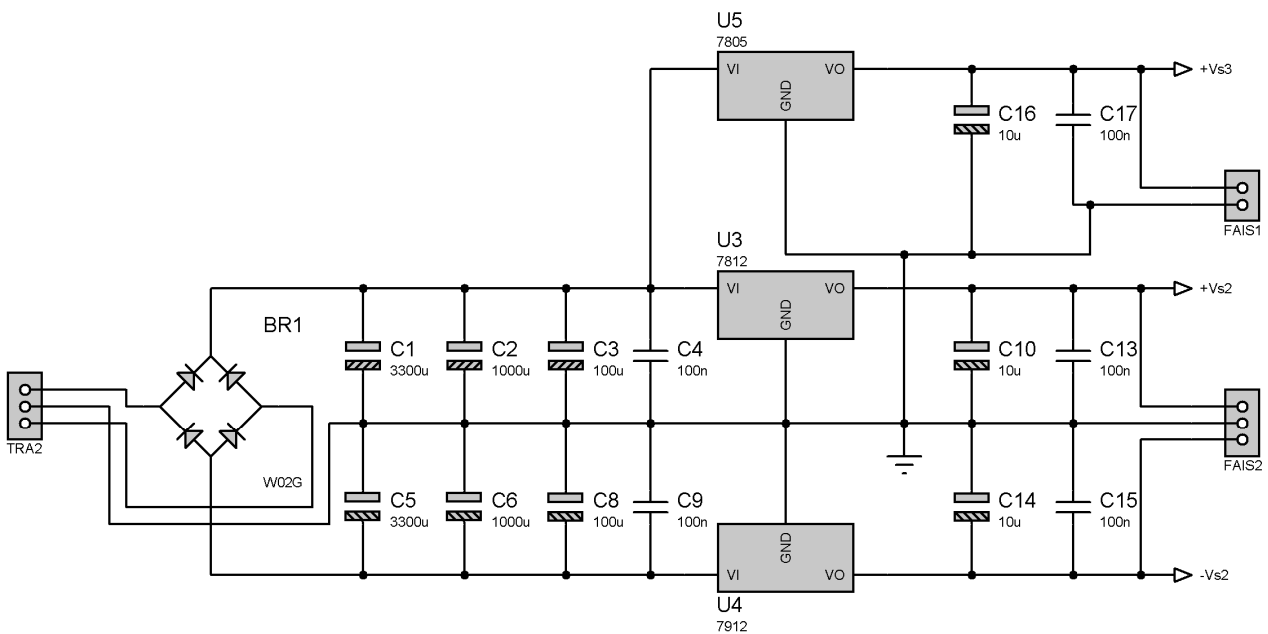 U5
7805
VI
VO
GND
+Vs3
C16
10u
C17
100n
FAIS1
U3
7812
VI
VO
GND
+Vs2
BR1
C1
3300u
C2
1000u
C3
100u
C4
100n
C10
10u
C13
100n
TRA2
W02G
FAIS2
C5
3300u
C6
1000u
C8
100u
C9
100n
C14
10u
C15
100n
GND
VI
VO
-Vs2
U4
7912